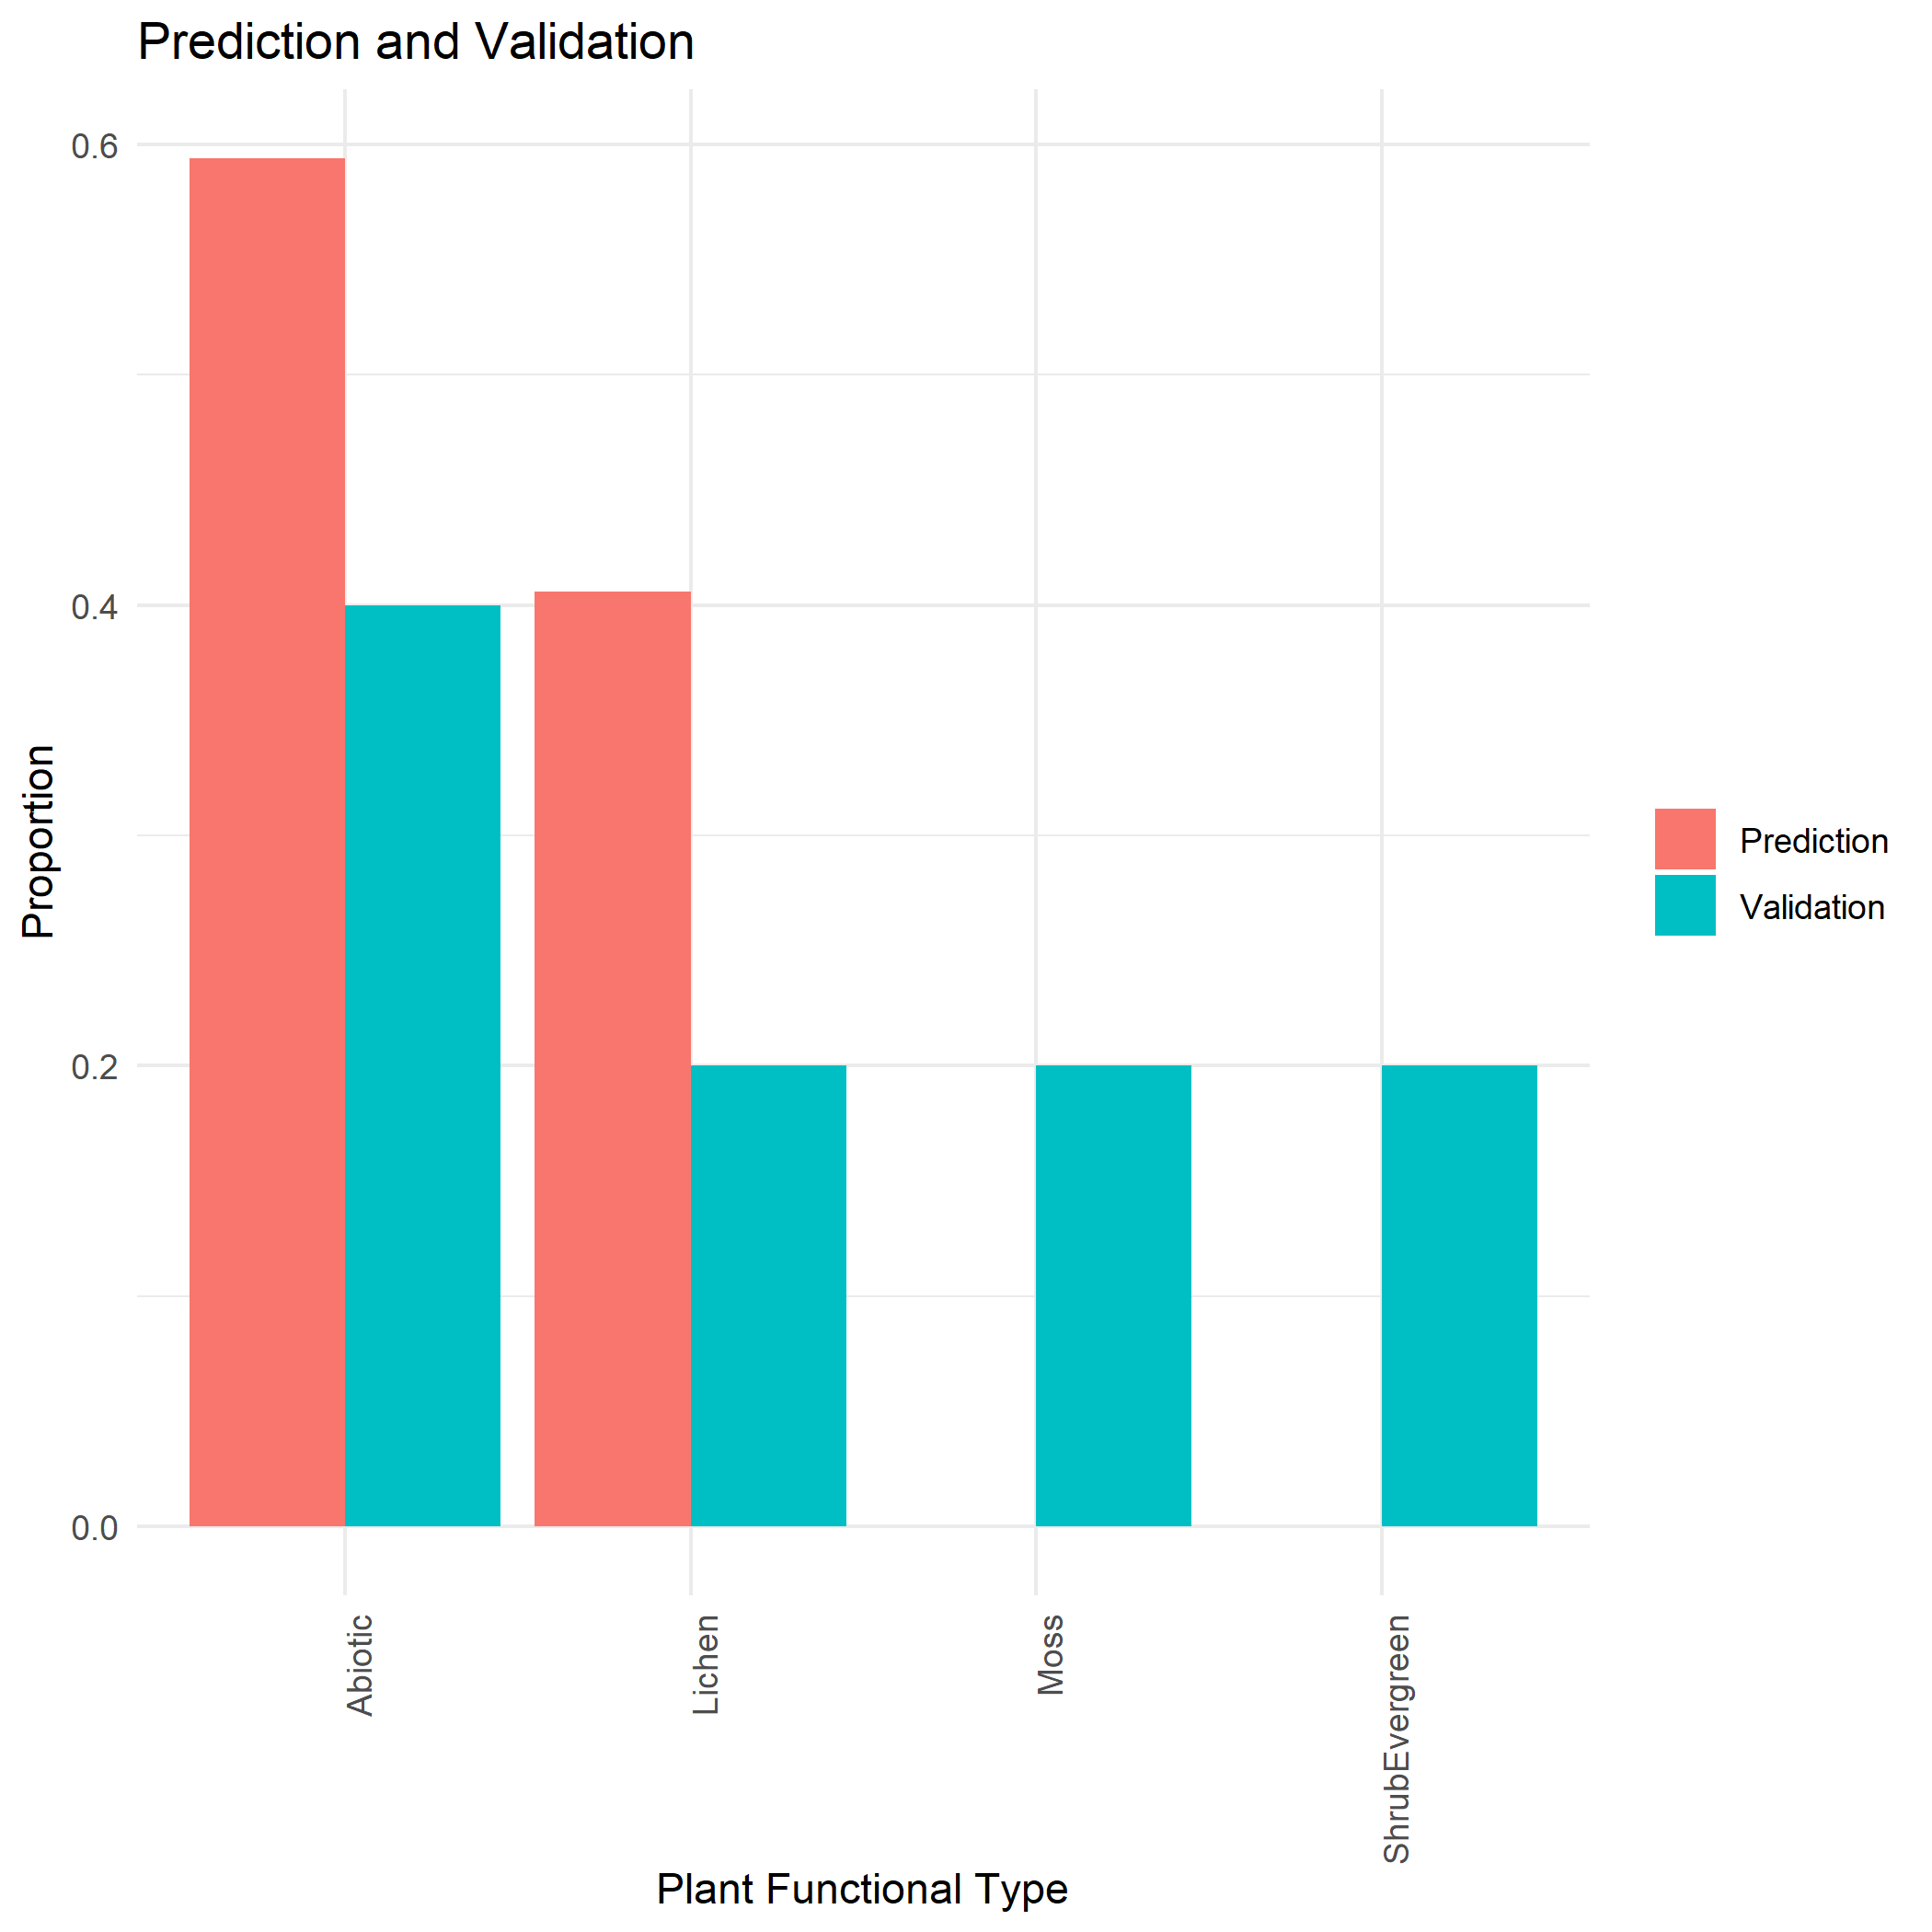 Prediction and Validation
0.6
0.4
0.2
0.0
Proportion
Abiotic
Lichen
Moss
ShrubEvergreen
Plant Functional Type
Prediction
Validation